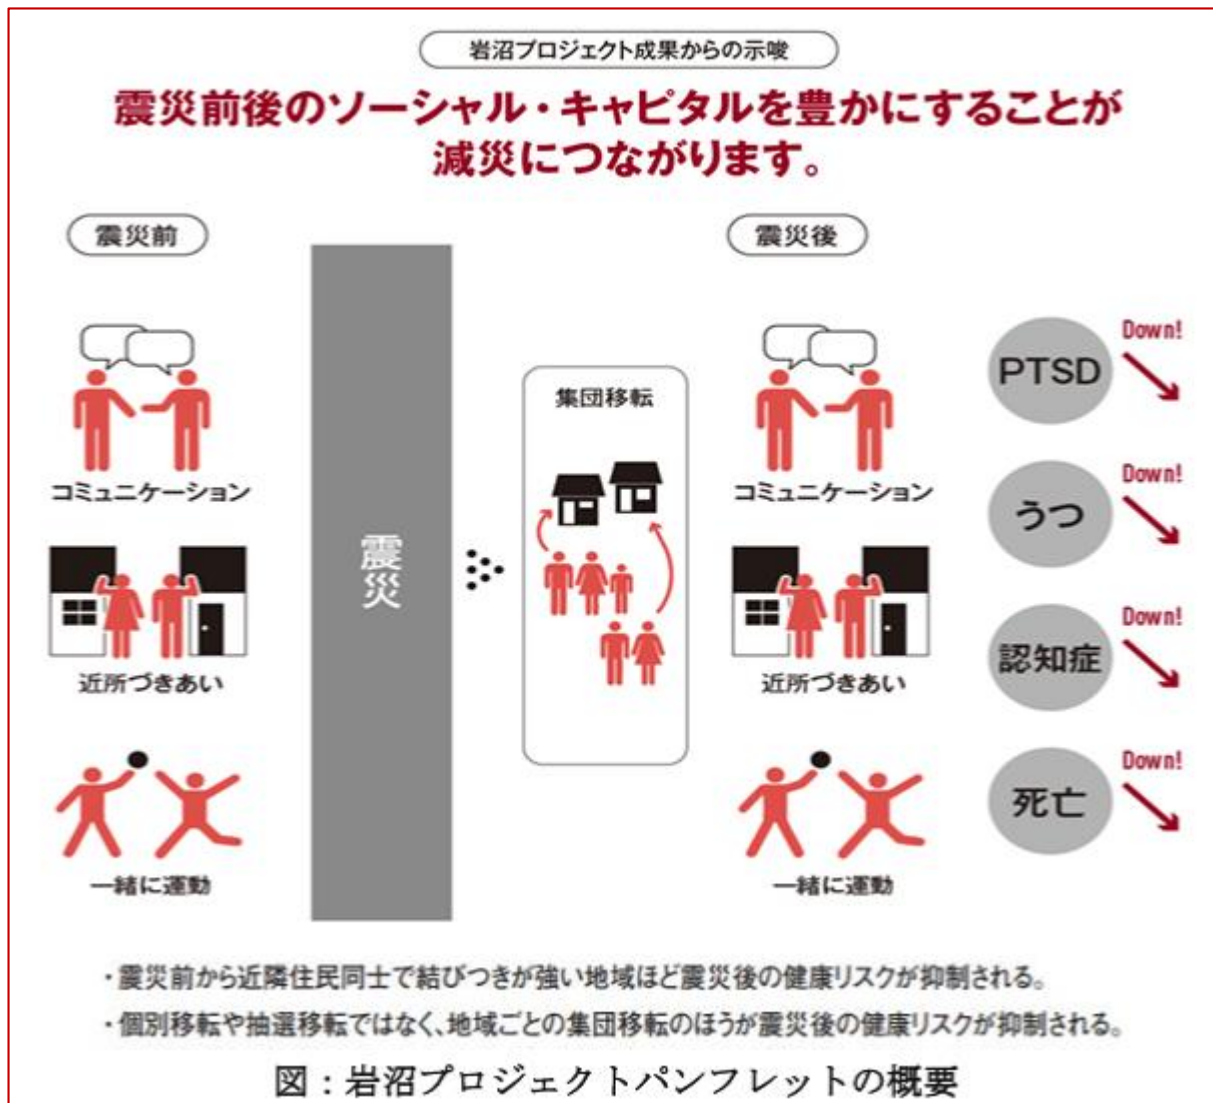 岩沼プロジェクト成果からの示唆
震災前後のソーシャル・キャピタルを豊かにすることが
減災につながります。
震災前
コミュニケーション
近所づきあい
一緒に運動
震災
集団移転
震災後
コミュニケーション
近所づきあい
一緒に運動
PTSD
Down!
うつ
Down!
認知症
Down!
死亡
Down!
・震災前から近隣住民同士で結びつきが強い地域ほど震災後の健康リスクが抑制される。
・個別移転や抽選移転ではなく、地域ごとの集団移転のほうが震災後の健康リスクが抑制される。
図：岩沼プロジェクトパンフレットの概要